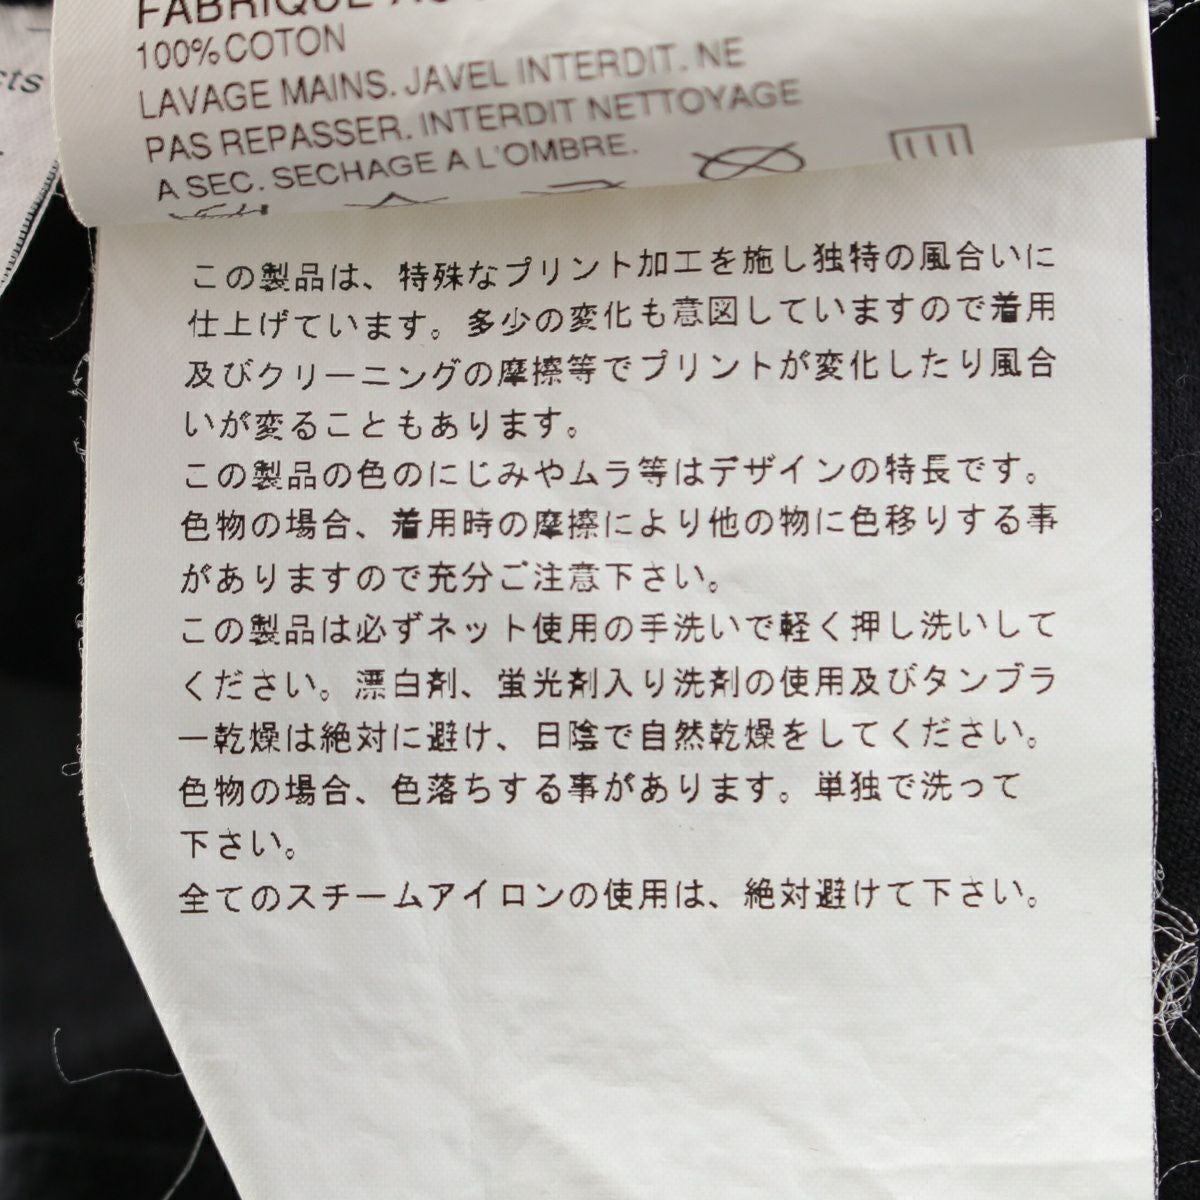 cts
100% COTON
LAVAGE MAINS. JAVEL INTERDIT. NE
PAS REPASSER. INTERDIT NETTOYAGE
A SEC. SECHAGE A L'OMBRE.
この製品は、特殊なプリント加工を施し独特の風合いに
仕上げています。多少の変化も意図していますので着用
及びクリーニングの摩擦等でプリントが変化したり風合
いが変ることもあります。
この製品の色のにじみやムラ等はデザインの特長です。
色物の場合、着用時の摩擦により他の物に色移りする事
がありますので充分ご注意下さい。
この製品は必ずネット使用の手洗いで軽く押し洗いして
ください。漂白剤、蛍光剤入り洗剤の使用及びタンブラ
ー乾燥は絶対に避け、日陰で自然乾燥をしてください。
色物の場合、色落ちする事があります。単独で洗って
下さい。
全てのスチームアイロンの使用は、絶対避けて下さい。